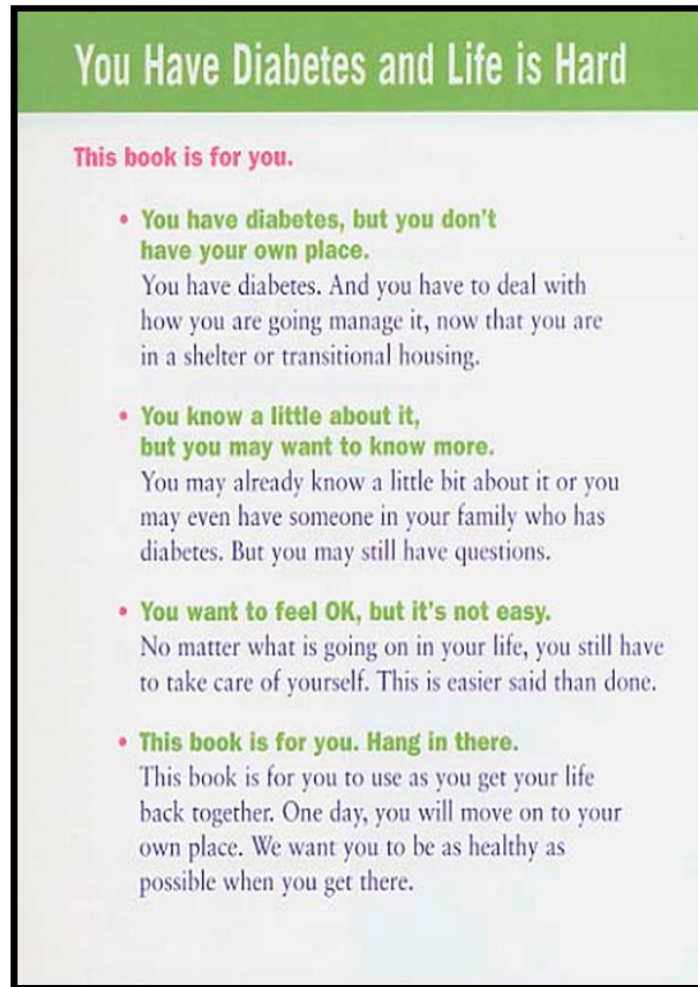 You Have Diabetes and Life is Hard
This book is for you.
• You have diabetes, but you don't
have your own place.
You have diabetes. And you have to deal with
how you are going manage it, now that you are
in a shelter or transitional housing.
• You know a little about it,
but you may want to know more.
You may already know a little bit about it or you
may even have someone in your family who has
diabetes. But you may still have questions.
• You want to feel OK, but it's not easy.
No matter what is going on in your life, you still have
to take care of yourself. This is easier said than done.
• This book is for you. Hang in there.
This book is for you to use as you get your life
back together. One day, you will move on to your
own place. We want you to be as healthy as
possible when you get there.